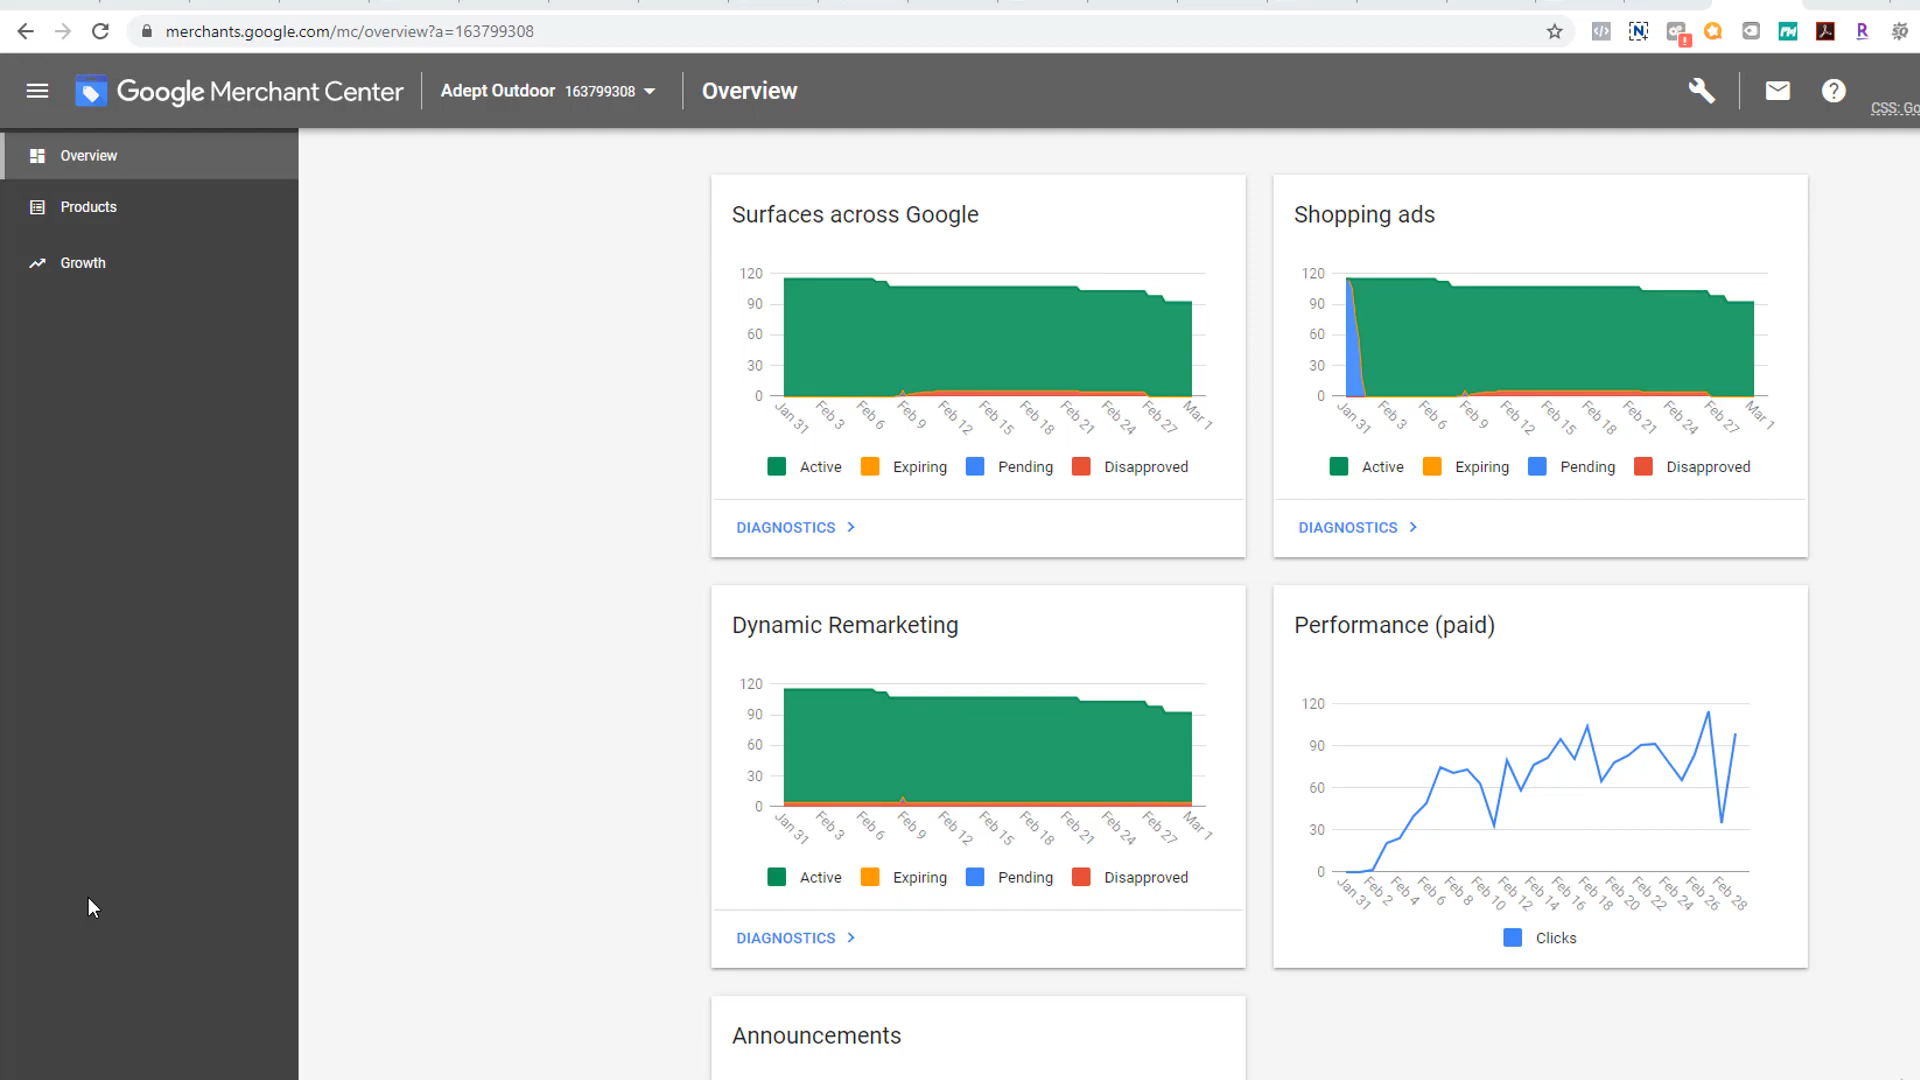 merchants.google.com/mc/overview?a=163799308
Google Merchant Center
Adept Outdoor 163799308
Overview
CSS: Go
Overview
Products
Growth
Surfaces across Google
120
90
60
30
0
Jan 31 Feb 3 Feb 6 Feb 9 Feb 12 Feb 15 Feb 18 Feb 21 Feb 24 Feb 27 Mar 1
Active Expiring Pending Disapproved
DIAGNOSTICS
Shopping ads
120
90
60
30
0
Jan 31 Feb 3 Feb 6 Feb 9 Feb 12 Feb 15 Feb 18 Feb 21 Feb 24 Feb 27 Mar 1
Active Expiring Pending Disapproved
DIAGNOSTICS
Dynamic Remarketing
120
90
60
30
0
Jan 31 Feb 3 Feb 6 Feb 9 Feb 12 Feb 15 Feb 18 Feb 21 Feb 24 Feb 27 Mar 1
Active Expiring Pending Disapproved
DIAGNOSTICS
Performance (paid)
120
90
60
30
0
Jan 31 Feb 2 Feb 4 Feb 6 Feb 8 Feb 10 Feb 12 Feb 14 Feb 16 Feb 18 Feb 20 Feb 22 Feb 24 Feb 26 Feb 28
Clicks
Announcements